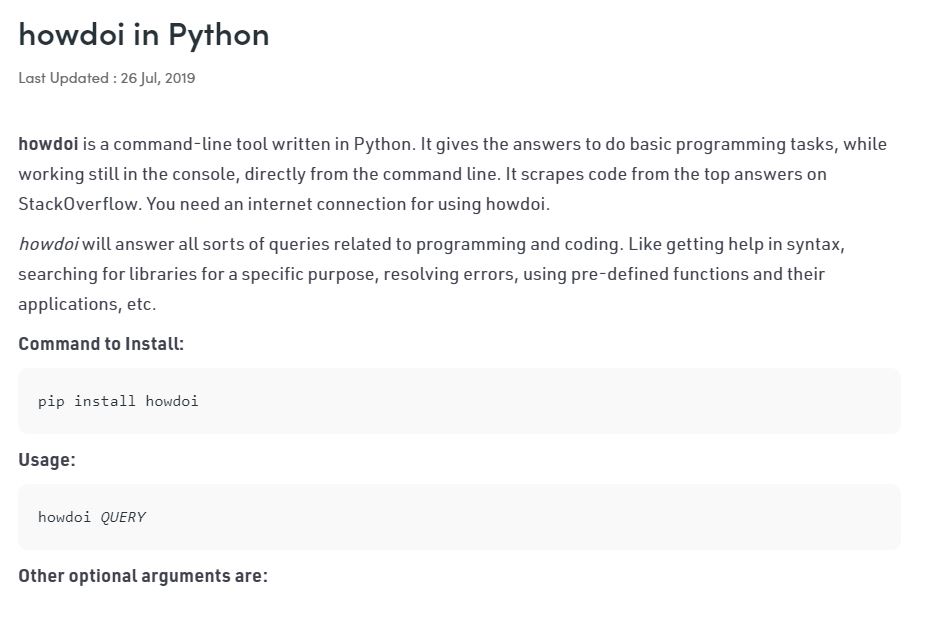 howdoi in Python
Last Updated : 26 Jul, 2019
howdoi is a command-line tool written in Python. It gives the answers to do basic programming tasks, while
working still in the console, directly from the command line. It scrapes code from the top answers on
StackOverflow. You need an internet connection for using howdoi.
howdoi will answer all sorts of queries related to programming and coding. Like getting help in syntax,
searching for libraries for a specific purpose, resolving errors, using pre-defined functions and their
applications, etc.
Command to Install:
pip install howdoi
Usage:
howdoi QUERY
Other optional arguments are: